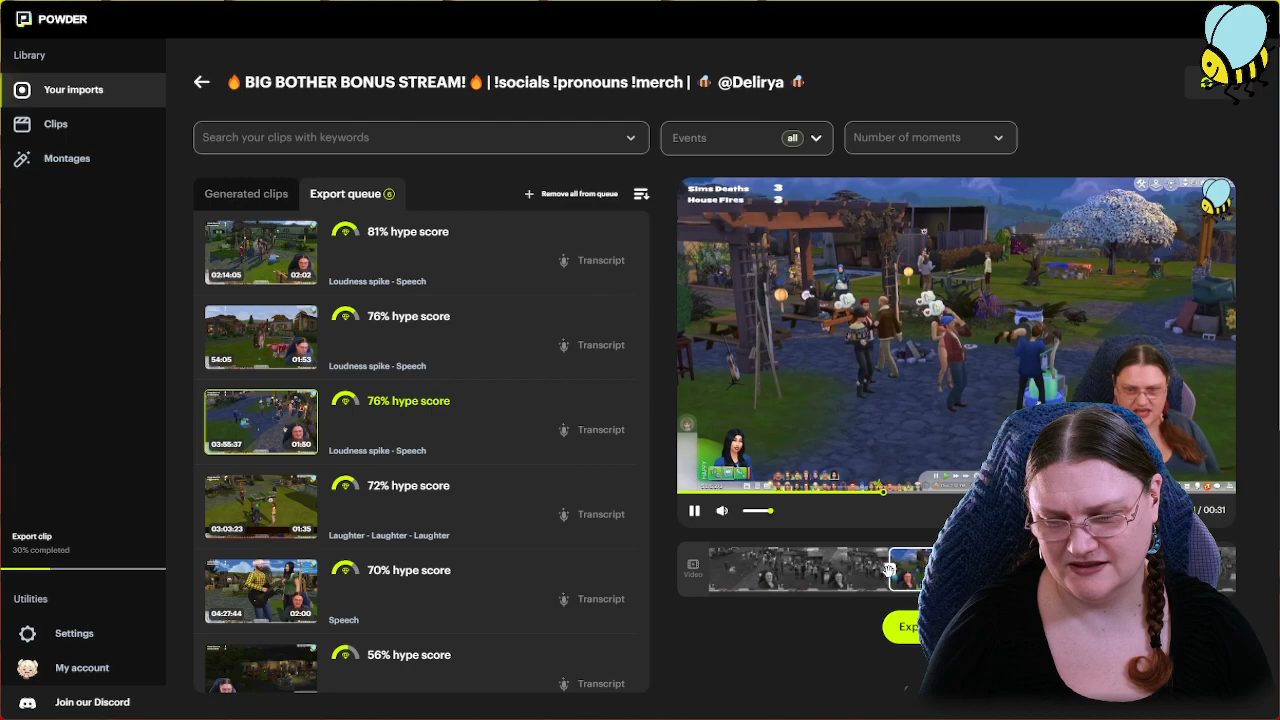 POWDER
Library
Your imports
Clips
Montages
Export clip
30% completed
Utilities
Settings
My account
Join our Discord
🔥 BIG BOTHER BONUS STREAM! 🔥 | !socials !pronouns !merch | 🐝 @Delirya 🐝
Search your clips with keywords
Events
all
Number of moments
Generated clips
Export queue 6
Remove all from queue
81% hype score
Transcript
02:14:05
02:02
Loudness spike - Speech
76% hype score
Transcript
54:05
01:53
Loudness spike - Speech
76% hype score
Transcript
03:55:37
01:50
Loudness spike - Speech
72% hype score
Transcript
03:03:23
01:35
Laughter - Laughter - Laughter
70% hype score
Transcript
04:27:44
02:00
Speech
56% hype score
Transcript
Sims Deaths 3
House Fires 3
HAPPY
/ 00:31
Video